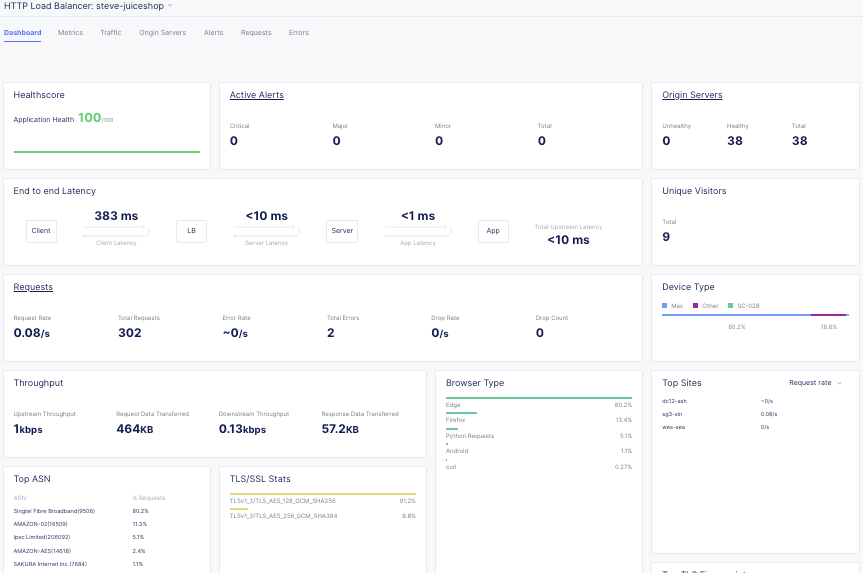 HTTP Load Balancer: steve-juiceshop
Dashboard Metrics Traffic Origin Servers Alerts Requests Errors
Healthscore
Application Health 100/100
Active Alerts
Critical Major Minor Total
0 0 0 0
Origin Servers
Unhealthy Healthy Total
0 38 38
End to end Latency
383 ms <10 ms <1 ms
Client LB Server App
Client Latency Server Latency App Latency
Total Upstream Latency
<10 ms
Unique Visitors
Total
9
Requests
Request Rate Total Requests Error Rate Total Errors Drop Rate Drop Count
0.08/s 302 ~0/s 2 0/s 0
Device Type
Mac Other SC-02B
80.2% 18.8%
Throughput
Upstream Throughput Request Data Transferred Downstream Throughput Response Data Transferred
1kbps 464KB 0.13kbps 57.2KB
Browser Type
Edge 80.2%
Firefox 13.4%
Python Requests 5.1%
Android 1.1%
curl 0.27%
Top Sites Request rate
dc12-ash ~0/s
sg3-sin 0.08/s
wes-sea 0/s
Top ASN
ASN % Requests
Singtel Fibre Broadband(9506) 80.2%
AMAZON-02(16509) 11.3%
Ipxo Limited(206092) 5.1%
AMAZON-AES(14618) 2.4%
SAKURA Internet Inc.(7684) 1.1%
TLS/SSL Stats
TLSv1_3/TLS_AES_128_GCM_SHA256 91.2%
TLSv1_3/TLS_AES_256_GCM_SHA384 8.8%